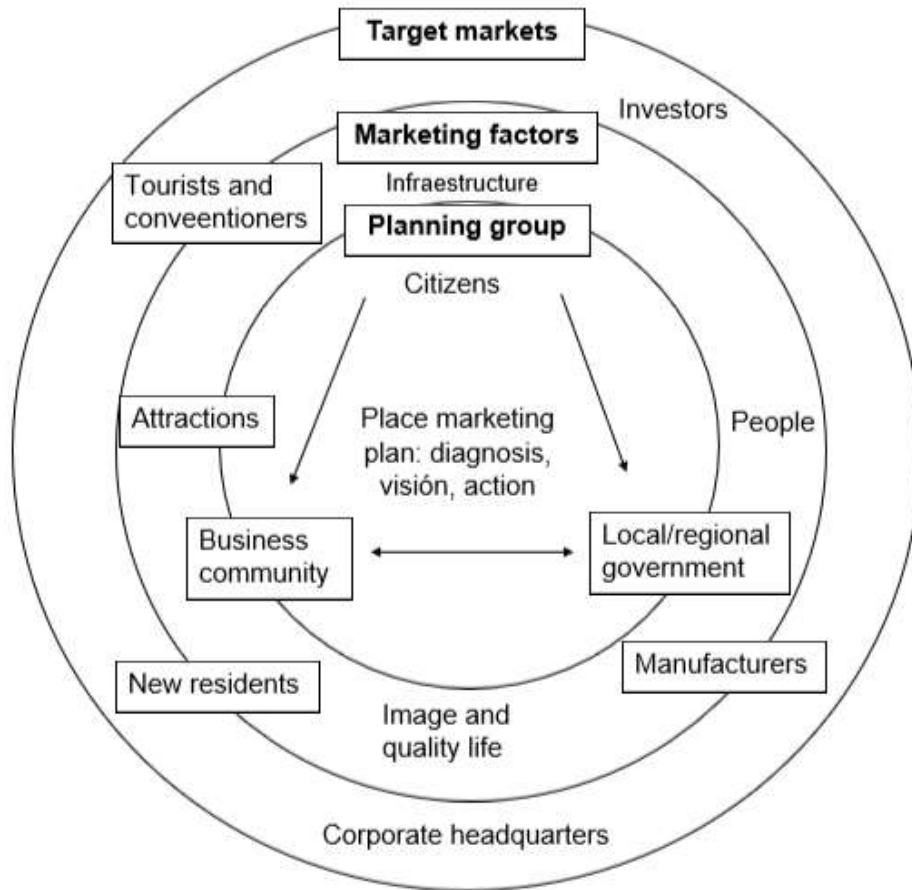 Target markets
Investors
Marketing factors
Tourists and
conveentioners
Infraestructure
Planning group
Citizens
Attractions
People
Place marketing
plan: diagnosis,
visión, action
Business
community
Local/regional
government
New residents
Manufacturers
Image and
quality life
Corporate headquarters